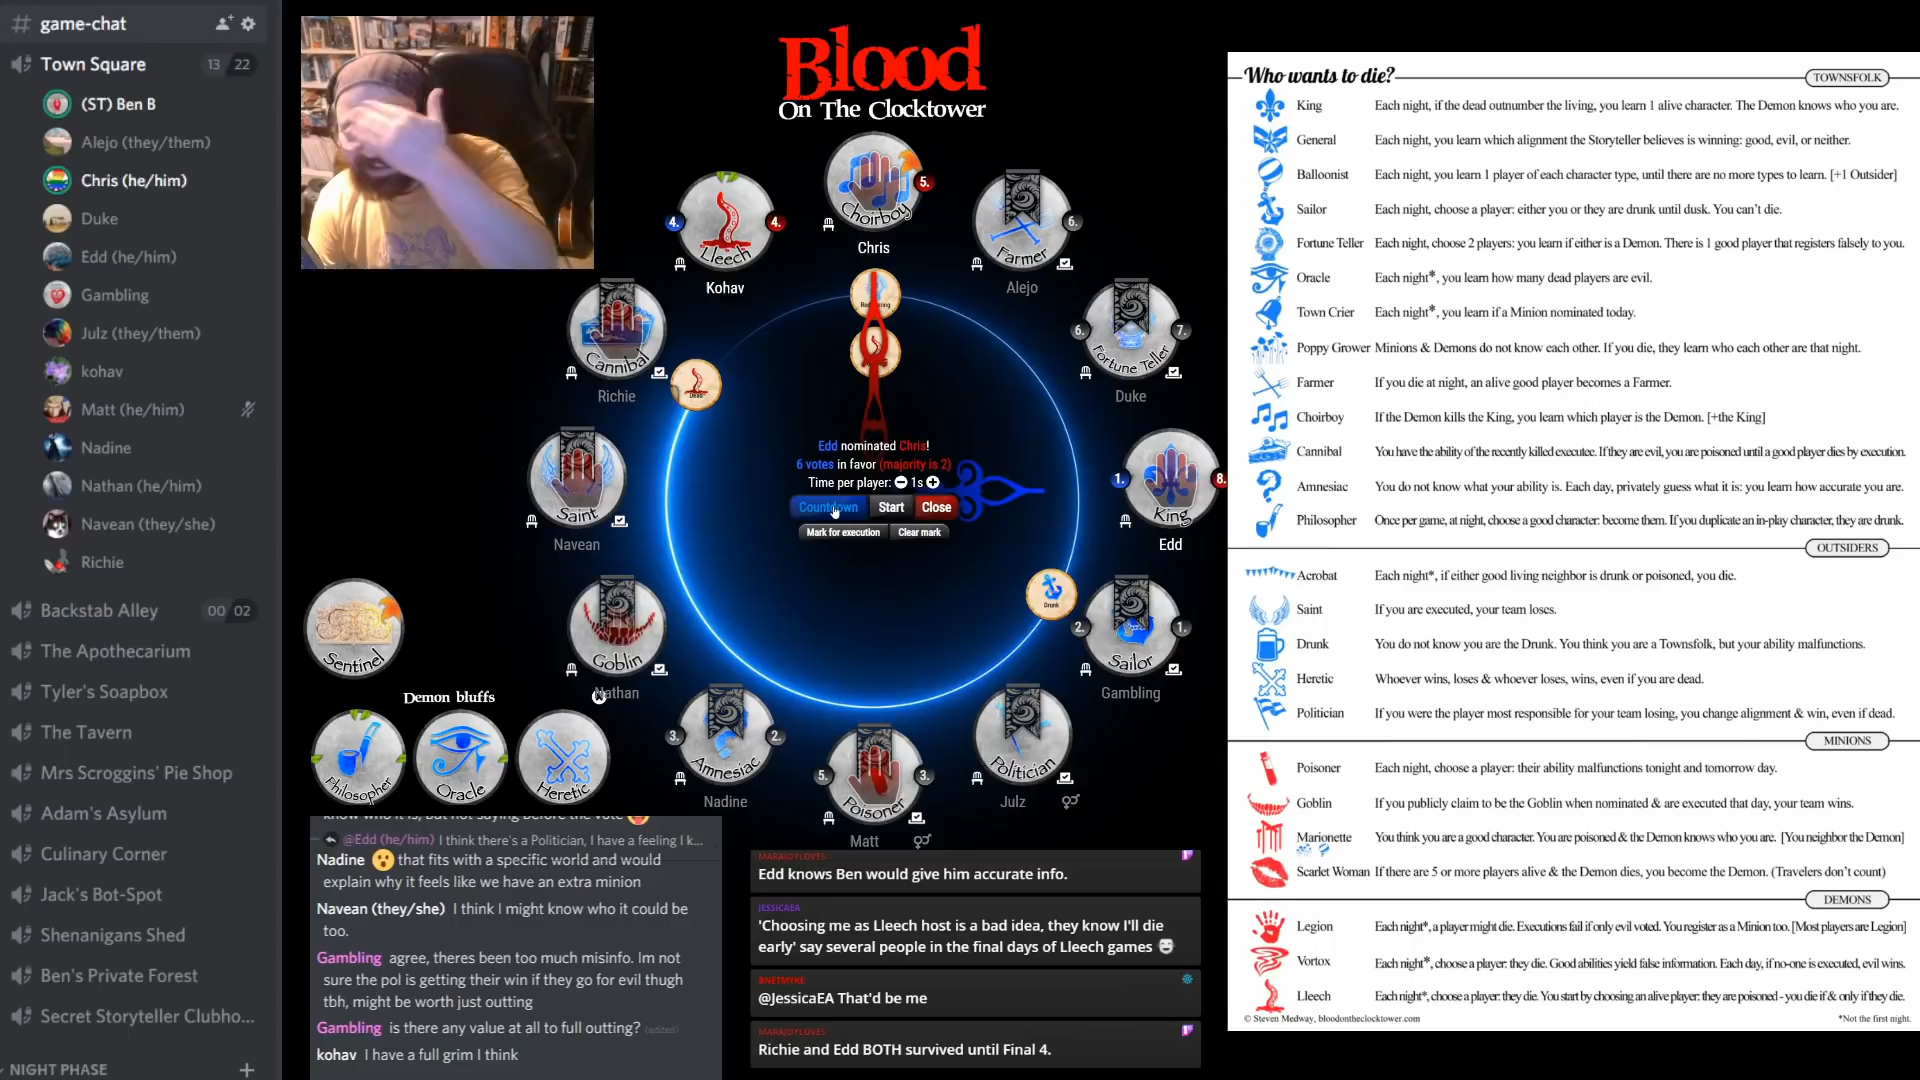 # game-chat
Town Square 13 22
(ST) Ben B
Alejo (they/them)
Chris (he/him)
Duke
Edd (he/him)
Gambling
Julz (they/them)
kohav
Matt (he/him)
Nadine
Nathan (he/him)
Navean (they/she)
Richie
Backstab Alley 00 02
The Apothecarium
Tyler's Soapbox
The Tavern
Mrs Scroggins' Pie Shop
Adam's Asylum
Culinary Corner
Jack's Bot-Spot
Shenanigans Shed
Ben's Private Forest
Secret Storyteller Clubho...
NIGHT PHASE
Blood
On The Clocktower
Choirboy
5.
Chris
4.
Lleech
4.
Kohav
Farmer
6.
Alejo
Cannibal
Richie
Dead
6.
Fortune Teller
7.
Duke
Edd nominated Chris!
6 votes in favor (majority is 2)
Time per player: 1s
Countdown Start Close
Mark for execution Clear mark
Saint
Navean
1.
King
8.
Edd
Drunk
Sentinel
Goblin
Nathan
2.
Sailor
1.
Gambling
Demon bluffs
Philosopher
Oracle
Heretic
3.
Amnesiac
2.
Nadine
5.
Poisoner
3.
Matt
Politician
Julz
@Edd (he/him) I think there's a Politician, I have a feeling I k...
Nadine that fits with a specific world and would
explain why it feels like we have an extra minion
Navean (they/she) I think I might know who it could be
too.
Gambling agree, theres been too much misinfo. Im not
sure the pol is getting their win if they go for evil thugh
tbh, might be worth just outting
Gambling is there any value at all to full outting? (edited)
kohav I have a full grim I think
MARAJOYLOVES
Edd knows Ben would give him accurate info.
JESSICAEA
'Choosing me as Lleech host is a bad idea, they know I'll die
early' say several people in the final days of Lleech games
BNETMYKE
@JessicaEA That'd be me
MARAJOYLOVES
Richie and Edd BOTH survived until Final 4.
Who wants to die? TOWNSFOLK
King Each night, if the dead outnumber the living, you learn 1 alive character. The Demon knows who you are.
General Each night, you learn which alignment the Storyteller believes is winning: good, evil, or neither.
Balloonist Each night, you learn 1 player of each character type, until there are no more types to learn. [+1 Outsider]
Sailor Each night, choose a player: either you or they are drunk until dusk. You can't die.
Fortune Teller Each night, choose 2 players: you learn if either is a Demon. There is 1 good player that registers falsely to you.
Oracle Each night*, you learn how many dead players are evil.
Town Crier Each night*, you learn if a Minion nominated today.
Poppy Grower Minions & Demons do not know each other. If you die, they learn who each other are that night.
Farmer If you die at night, an alive good player becomes a Farmer.
Choirboy If the Demon kills the King, you learn which player is the Demon. [+the King]
Cannibal You have the ability of the recently killed executee. If they are evil, you are poisoned until a good player dies by execution.
Amnesiac You do not know what your ability is. Each day, privately guess what it is: you learn how accurate you are.
Philosopher Once per game, at night, choose a good character: become them. If you duplicate an in-play character, they are drunk.
OUTSIDERS
Acrobat Each night*, if either good living neighbor is drunk or poisoned, you die.
Saint If you are executed, your team loses.
Drunk You do not know you are the Drunk. You think you are a Townsfolk, but your ability malfunctions.
Heretic Whoever wins, loses & whoever loses, wins, even if you are dead.
Politician If you were the player most responsible for your team losing, you change alignment & win, even if dead.
MINIONS
Poisoner Each night, choose a player: their ability malfunctions tonight and tomorrow day.
Goblin If you publicly claim to be the Goblin when nominated & are executed that day, your team wins.
Marionette You think you are a good character. You are poisoned & the Demon knows who you are. [You neighbor the Demon]
Scarlet Woman If there are 5 or more players alive & the Demon dies, you become the Demon. (Travelers don't count)
DEMONS
Legion Each night*, a player might die. Executions fail if only evil voted. You register as a Minion too. [Most players are Legion]
Vortox Each night*, choose a player: they die. Good abilities yield false information. Each day, if no-one is executed, evil wins.
Lleech Each night*, choose a player: they die. You start by choosing an alive player: they are poisoned - you die if & only if they die.
© Steven Medway, bloodontheclocktower.com *Not the first night.